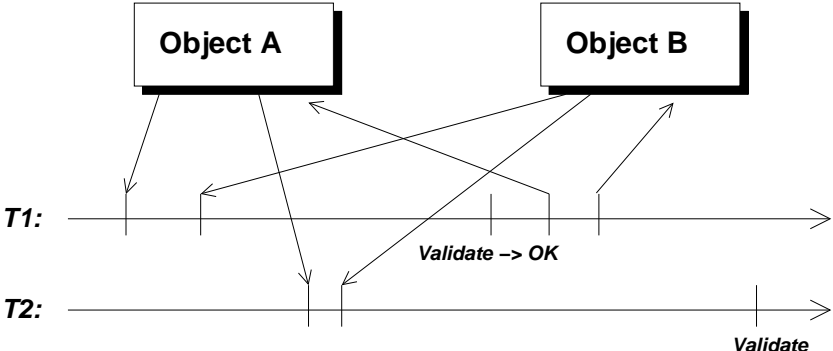 Object A
Object B
T1:
Validate –> OK
T2:
Validate